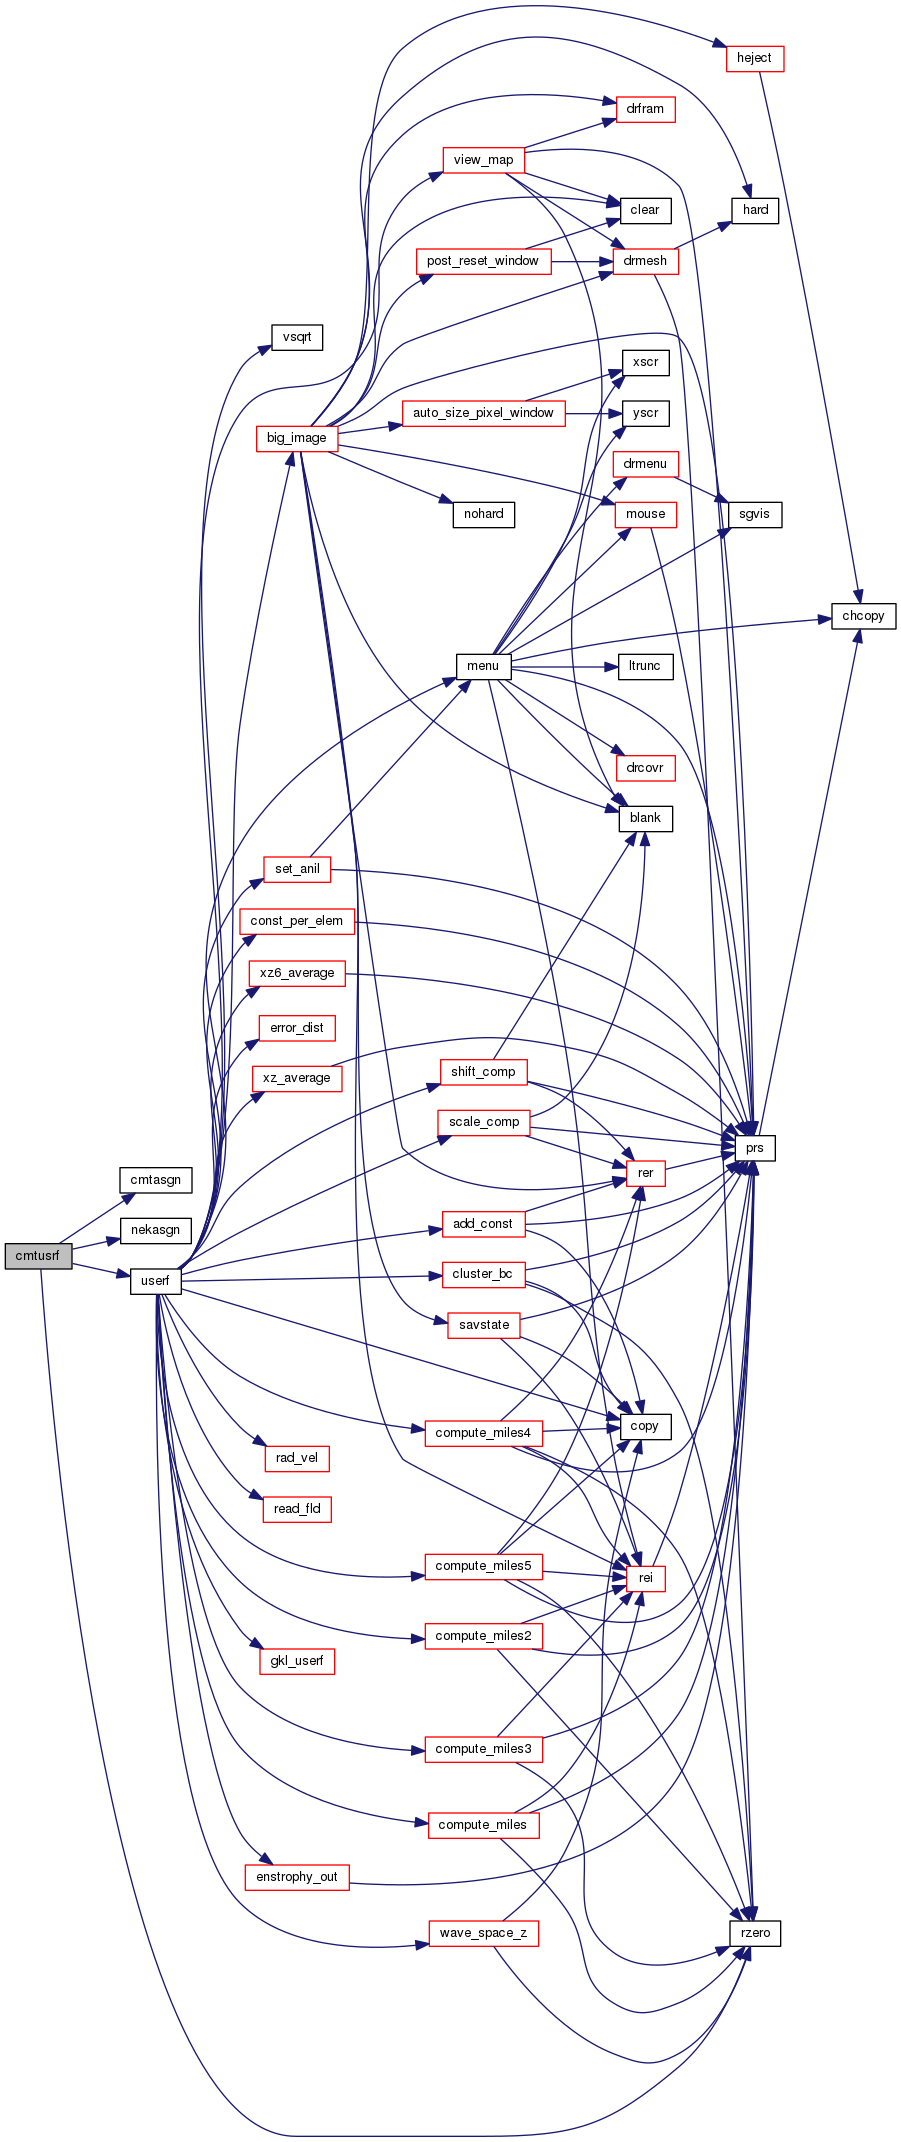 heject
drfram
view_map
clear
hard
post_reset_window
drmesh
vsqrt
xscr
auto_size_pixel_window
yscr
big_image
drmenu
nohard
mouse
sgvis
chcopy
menu
ltrunc
drcovr
blank
set_anil
const_per_elem
xz6_average
error_dist
shift_comp
xz_average
scale_comp
prs
rer
cmtasgn
add_const
nekasgn
cmtusrf
userf
cluster_bc
savstate
copy
compute_miles4
rad_vel
read_fld
compute_miles5
rei
compute_miles2
gkl_userf
compute_miles3
compute_miles
enstrophy_out
wave_space_z
rzero